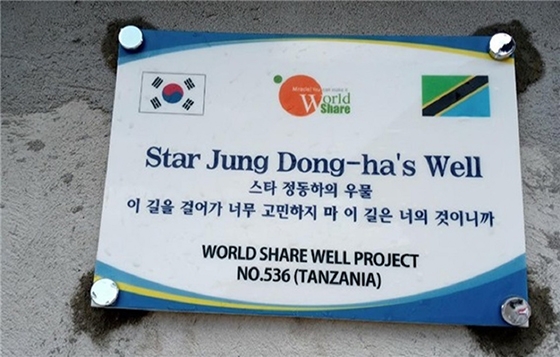 World
Share
Star Jung Dong-ha's Well
스타 정동하의 우물
이 길을 걸어가 너무 고민하지 마 이 길은 너의 것이니까
WORLD SHARE WELL PROJECT
NO.536 (TANZANIA)